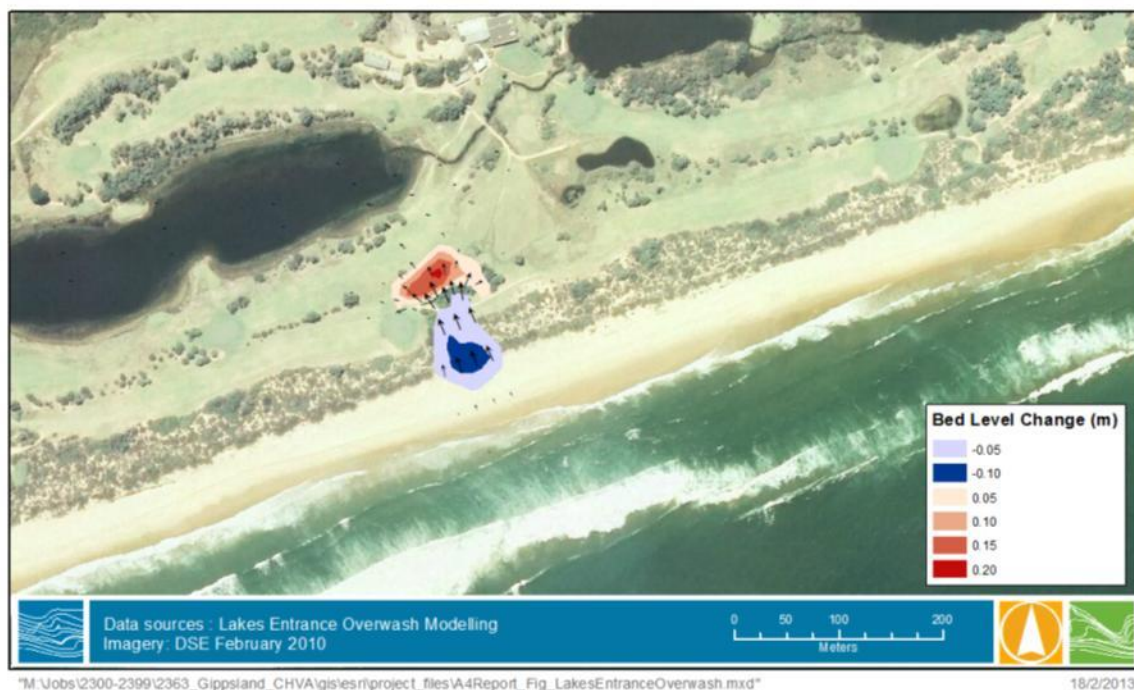 Bed Level Change (m)
-0.05
-0.10
0.05
0.10
0.15
0.20
Data sources : Lakes Entrance Overwash Modelling
Imagery: DSE February 2010
0 50 100 200
Meters
"M:\Jobs\2300-2399\2363_Gippsland_CHVA\gis\esri\project_files\A4Report_Fig_LakesEntranceOverwash.mxd" 18/2/2013